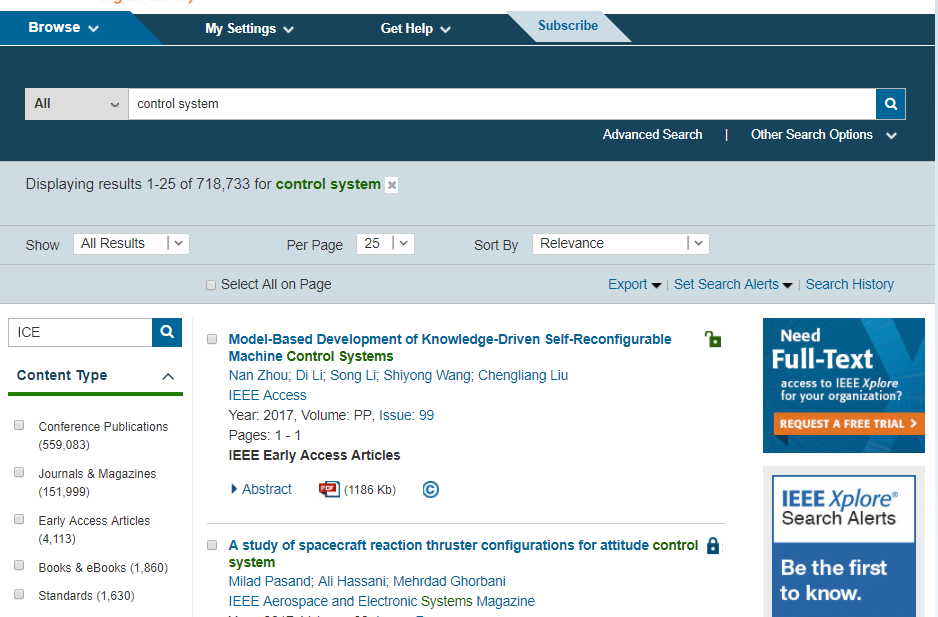 Browse
My Settings
Get Help
Subscribe
All
control system
Advanced Search | Other Search Options
Displaying results 1-25 of 718,733 for control system
Show All Results
Per Page 25
Sort By Relevance
Select All on Page
Export | Set Search Alerts | Search History
ICE
Content Type
Conference Publications
(559,083)
Journals & Magazines
(151,999)
Early Access Articles
(4,113)
Books & eBooks (1,860)
Standards (1,630)
Model-Based Development of Knowledge-Driven Self-Reconfigurable
Machine Control Systems
Nan Zhou; Di Li; Song Li; Shiyong Wang; Chengliang Liu
IEEE Access
Year: 2017, Volume: PP, Issue: 99
Pages: 1 - 1
IEEE Early Access Articles
Abstract
PDF
(1186 Kb)
©
A study of spacecraft reaction thruster configurations for attitude control
system
Milad Pasand; Ali Hassani; Mehrdad Ghorbani
IEEE Aerospace and Electronic Systems Magazine
Need
Full-Text
access to IEEE Xplore
for your organization?
REQUEST A FREE TRIAL >
IEEE Xplore®
Search Alerts
Be the first
to know.